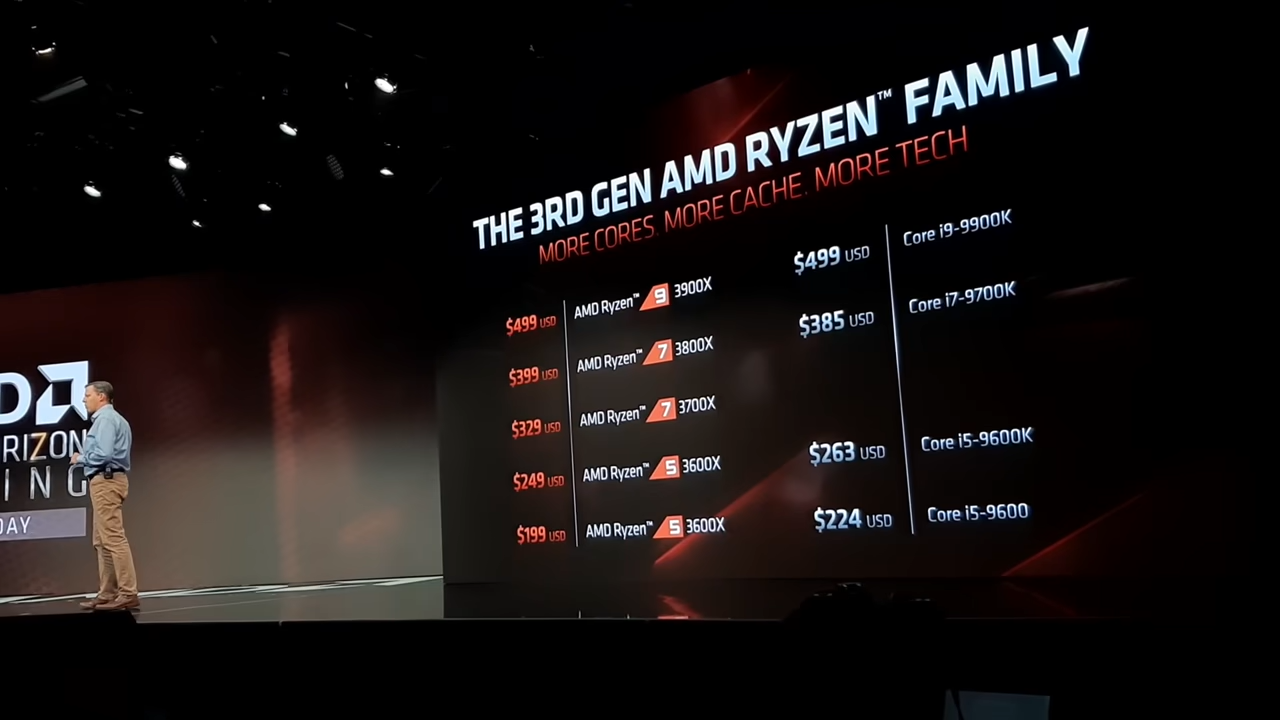 THE 3RD GEN AMD RYZEN™ FAMILY
MORE CORES. MORE CACHE. MORE TECH
$499 USD AMD Ryzen™ 9 3900X
$399 USD AMD Ryzen™ 7 3800X
$329 USD AMD Ryzen™ 7 3700X
$249 USD AMD Ryzen™ 5 3600X
$199 USD AMD Ryzen™ 5 3600X
$499 USD Core i9-9900K
$385 USD Core i7-9700K
$263 USD Core i5-9600K
$224 USD Core i5-9600
D
RIZON
ING
DAY